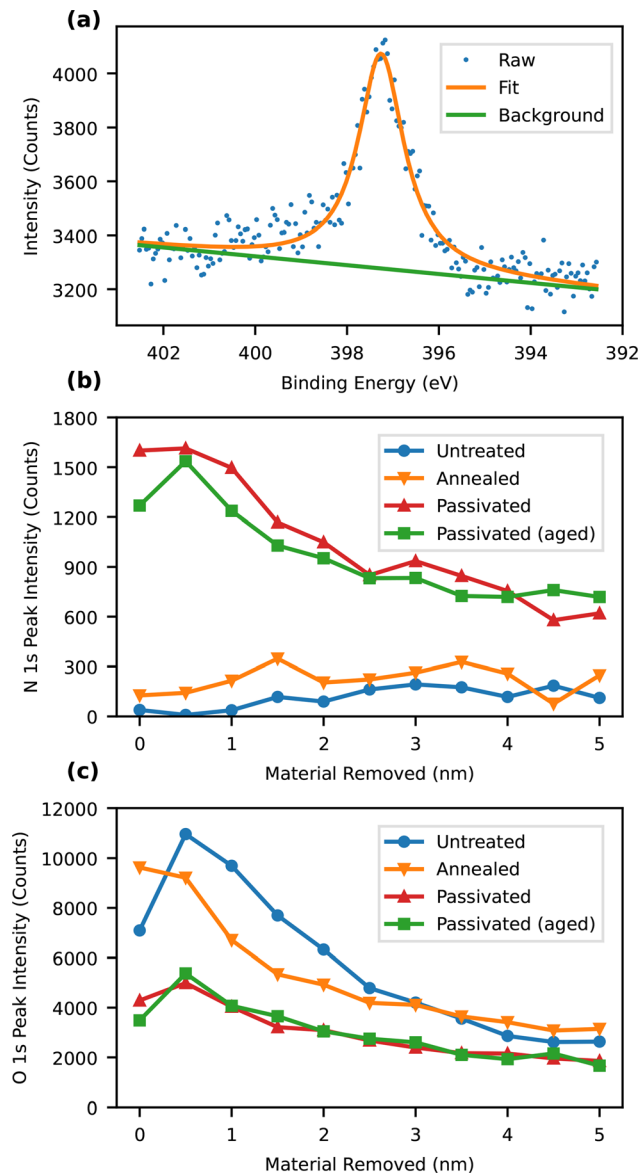 (a)
Intensity (Counts)
4000
3800
3600
3400
3200
Raw
Fit
Background
402
400
398
396
394
392
Binding Energy (eV)
(b)
N 1s Peak Intensity (Counts)
1800
1500
1200
900
600
300
0
Untreated
Annealed
Passivated
Passivated (aged)
0
1
2
3
4
5
Material Removed (nm)
(c)
O 1s Peak Intensity (Counts)
12000
10000
8000
6000
4000
2000
0
Untreated
Annealed
Passivated
Passivated (aged)
0
1
2
3
4
5
Material Removed (nm)